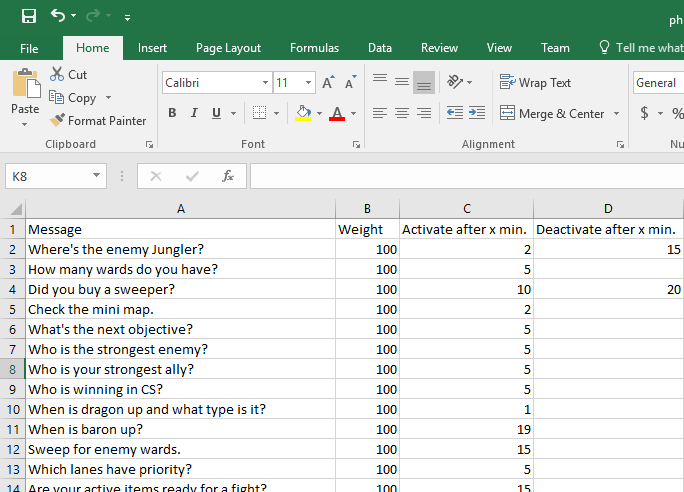 ph
File Home Insert Page Layout Formulas Data Review View Team Tell me what
Paste
Cut
Copy
Format Painter
Clipboard
Calibri 11 A A
B I U A
Font
Wrap Text
Merge & Center
Alignment
General
$ %
Nu
K8 fx
A B C D
1 Message Weight Activate after x min. Deactivate after x min.
2 Where's the enemy Jungler? 100 2 15
3 How many wards do you have? 100 5
4 Did you buy a sweeper? 100 10 20
5 Check the mini map. 100 2
6 What's the next objective? 100 5
7 Who is the strongest enemy? 100 5
8 Who is your strongest ally? 100 5
9 Who is winning in CS? 100 5
10 When is dragon up and what type is it? 100 1
11 When is baron up? 100 19
12 Sweep for enemy wards. 100 15
13 Which lanes have priority? 100 5
14 Are your active items ready for a fight? 100 15